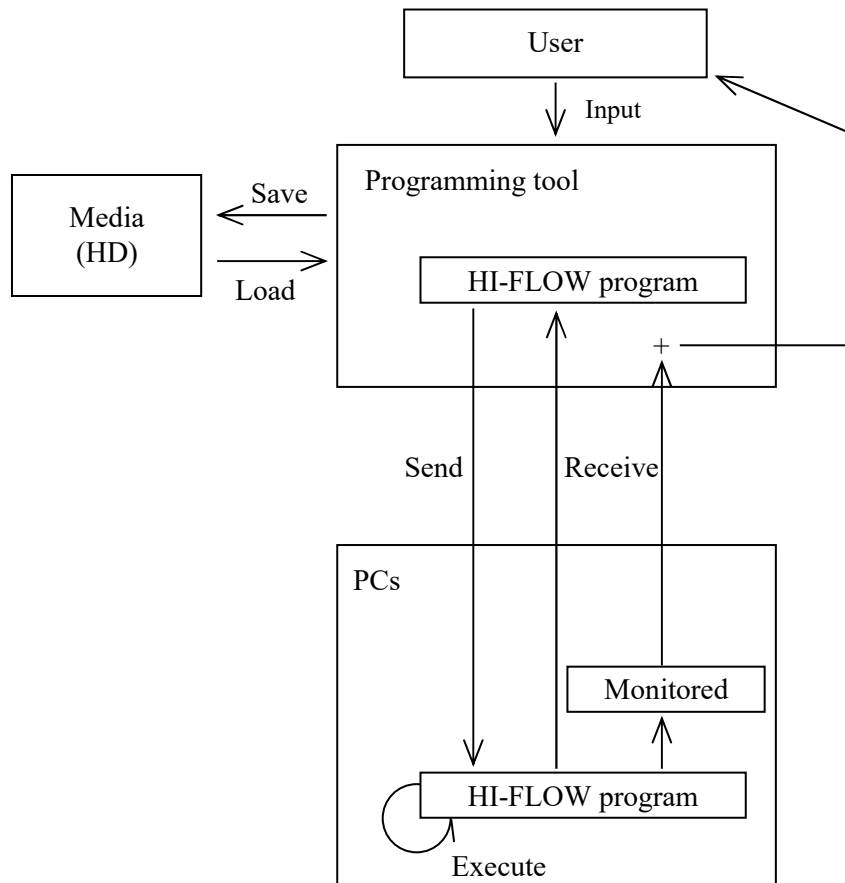 User
Input
Programming tool
Save
Media
(HD)
Load
HI-FLOW program
+
Send
Receive
PCs
Monitored
HI-FLOW program
Execute